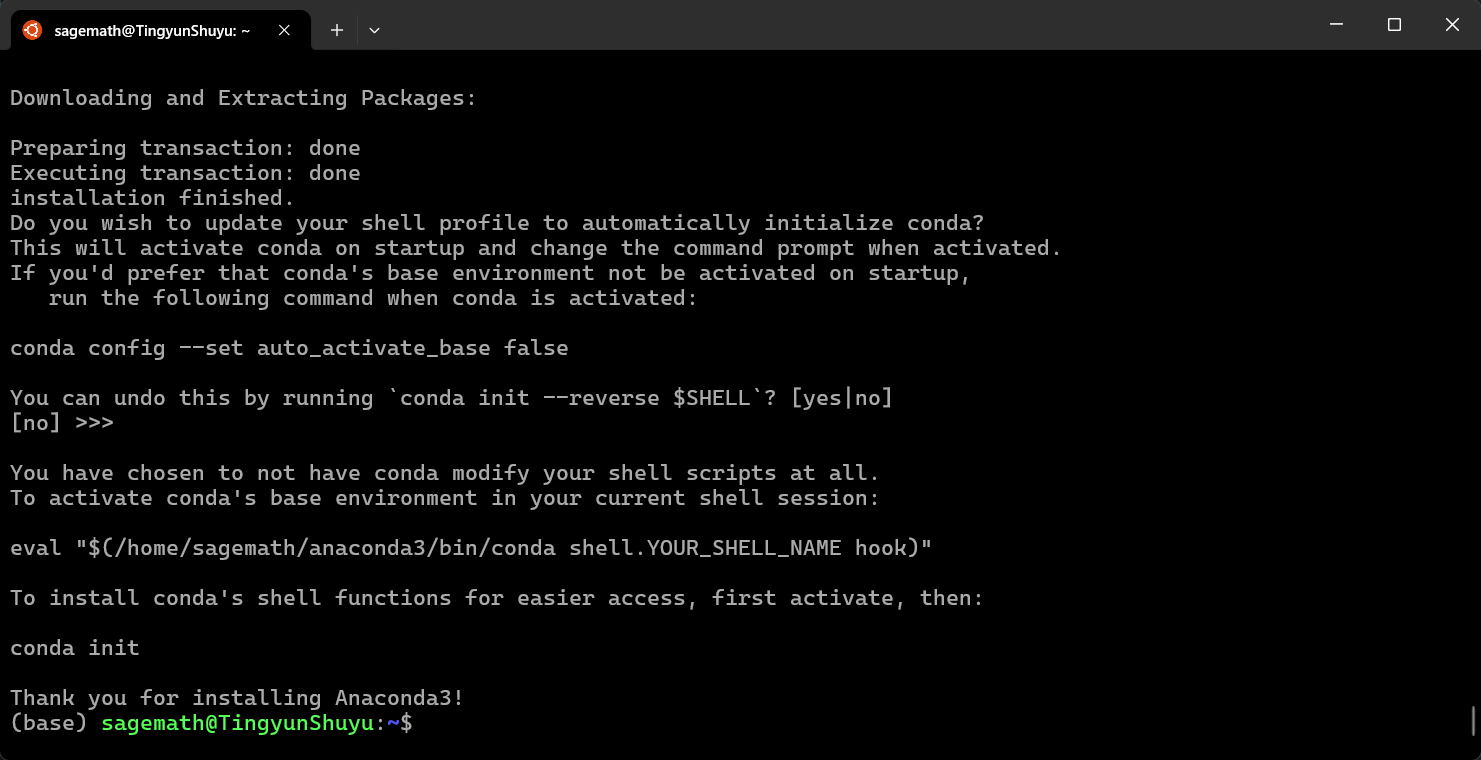 sagemath@TingyunShuyu: ~
Downloading and Extracting Packages:
Preparing transaction: done
Executing transaction: done
installation finished.
Do you wish to update your shell profile to automatically initialize conda?
This will activate conda on startup and change the command prompt when activated.
If you'd prefer that conda's base environment not be activated on startup,
   run the following command when conda is activated:
conda config --set auto_activate_base false
You can undo this by running `conda init --reverse $SHELL`? [yes|no]
[no] >>>
You have chosen to not have conda modify your shell scripts at all.
To activate conda's base environment in your current shell session:
eval "$(/home/sagemath/anaconda3/bin/conda shell.YOUR_SHELL_NAME hook)"
To install conda's shell functions for easier access, first activate, then:
conda init
Thank you for installing Anaconda3!
(base) sagemath@TingyunShuyu:~$